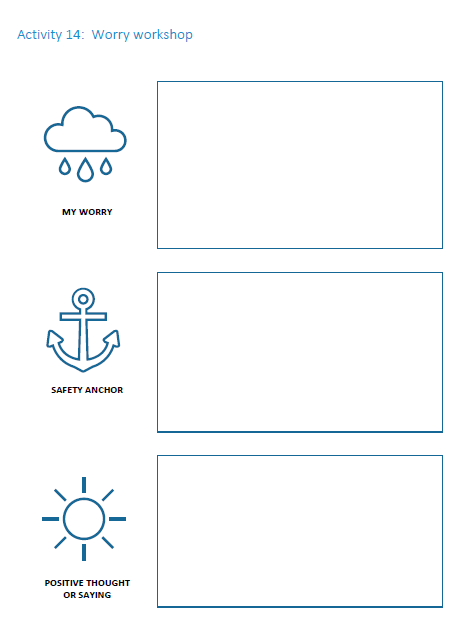 Activity 14: Worry workshop
MY WORRY
SAFETY ANCHOR
POSITIVE THOUGHT
OR SAYING